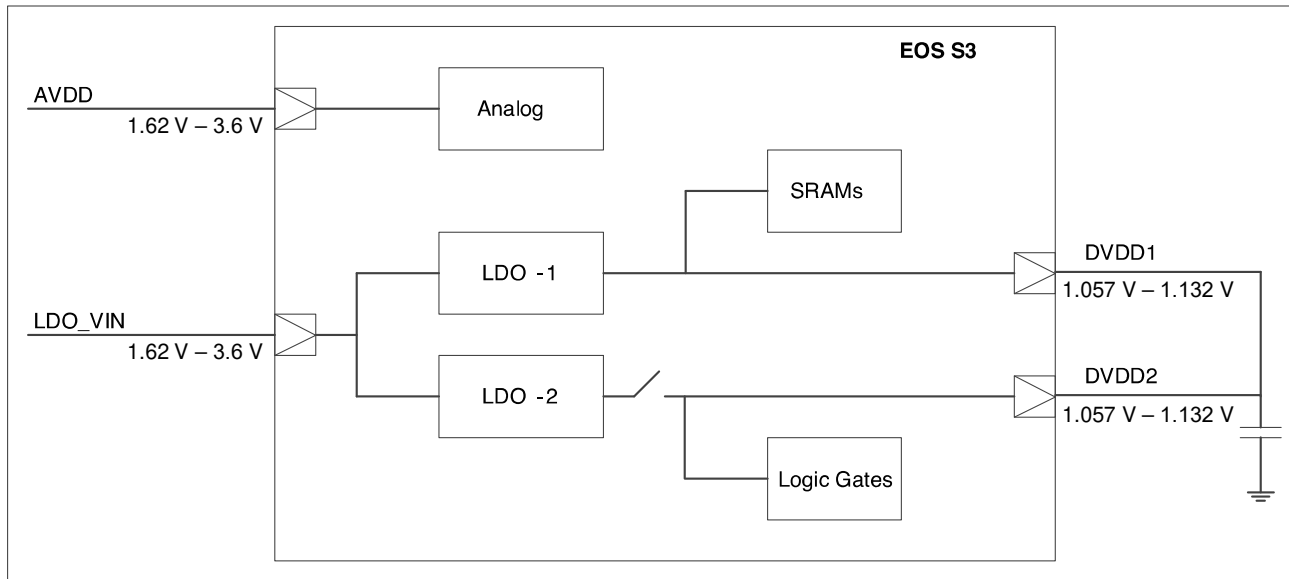 EOS S3
AVDD
1.62 V – 3.6 V
Analog
SRAMs
LDO -1
DVDD1
1.057 V – 1.132 V
LDO_VIN
1.62 V – 3.6 V
LDO -2
DVDD2
1.057 V – 1.132 V
Logic Gates